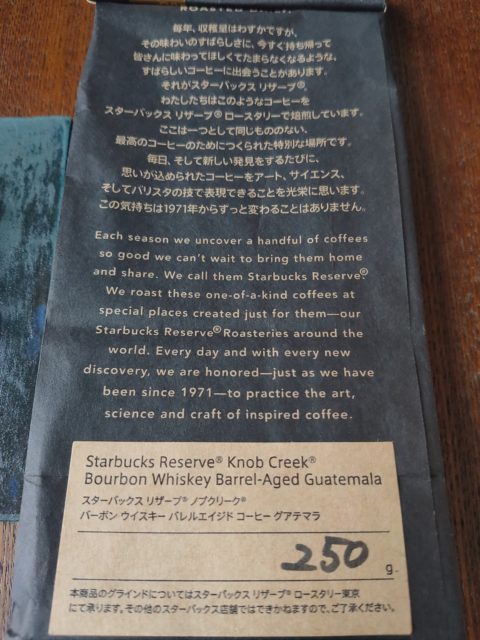 毎年、収穫量はわずかですが、
その味わいのすばらしさに、今すぐ持ち帰って
皆さんに味わってほしくてたまらなくなるような、
すばらしいコーヒーに出会うことがあります。
それがスターバックス リザーブ®。
わたしたちはこのようなコーヒーを
スターバックス リザーブ® ロースタリーで焙煎しています。
ここは一つとして同じもののない、
最高のコーヒーのためにつくられた特別な場所です。
毎日、そして新しい発見をするたびに、
思いが込められたコーヒーをアート、サイエンス、
そしてバリスタの技で表現できることを光栄に思います。
この気持ちは1971年からずっと変わることはありません。
Each season we uncover a handful of coffees
so good we can't wait to bring them home
and share. We call them Starbucks Reserve®.
We roast these one-of-a-kind coffees at
special places created just for them—our
Starbucks Reserve® Roasteries around the
world. Every day and with every new
discovery, we are honored—just as we have
been since 1971—to practice the art,
science and craft of inspired coffee.
Starbucks Reserve® Knob Creek®
Bourbon Whiskey Barrel-Aged Guatemala
スターバックス リザーブ® ノブクリーク®
バーボン ウイスキー バレルエイジド コーヒー グアテマラ
250 g.
本商品のグラインドについてはスターバックス リザーブ® ロースタリー東京
にて承ります。その他のスターバックス店舗ではできかねますので、ご了承ください。